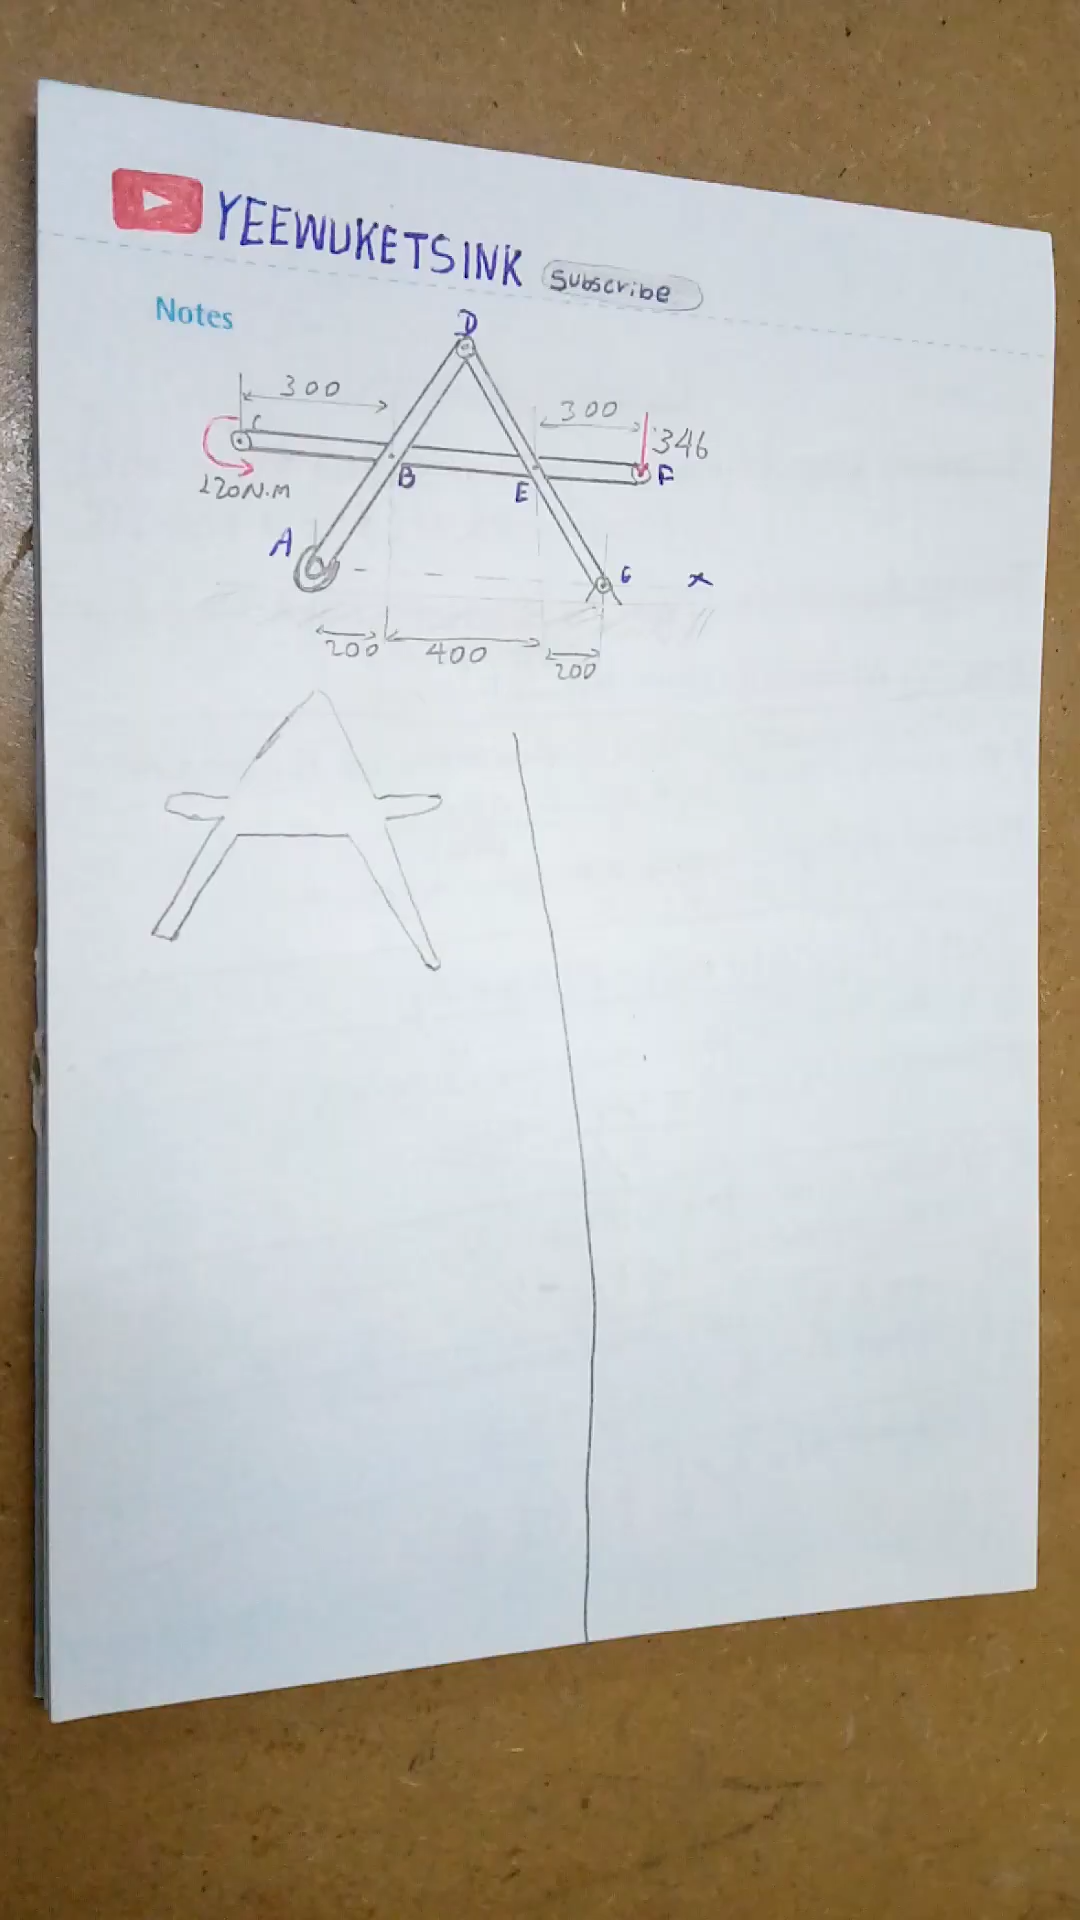 YEEWUKETSINK Subscribe
Notes
D
300
300
C
346
F
120N.M
B
E
A
G
x
200
400
200